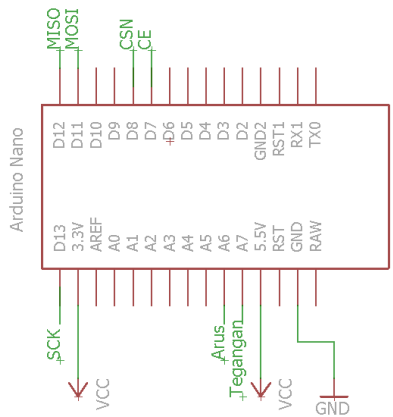 MISO
MOSI
CSN
CE
D12
D11
D10
D9
D8
D7
D6
D5
D4
D3
D2
GND2
RST1
RX1
TX0
Arduino Nano
D13
3.3V
AREF
A0
A1
A2
A3
A4
A5
A6
A7
5.5V
RST
GND
RAW
SCK
Arus
Tegangan
VCC
VCC
GND